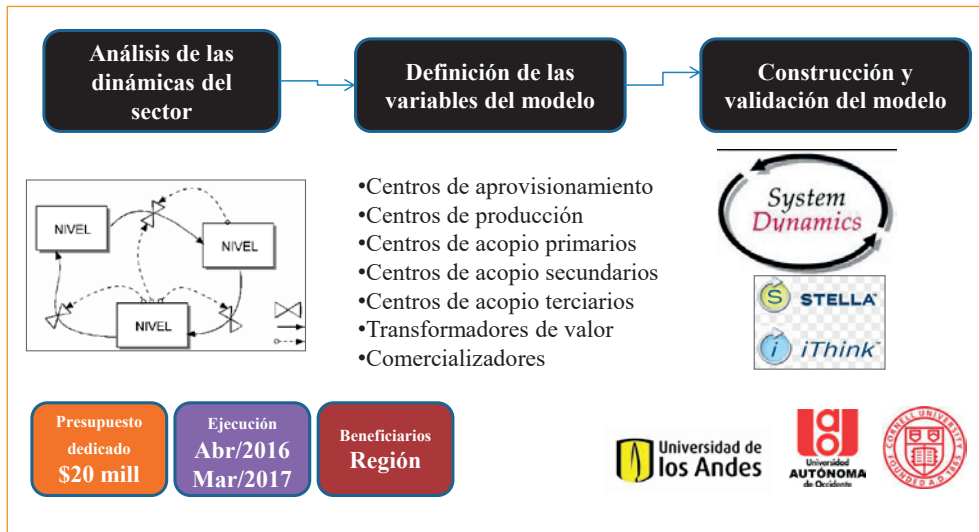 Análisis de las
dinámicas del
sector
Definición de las
variables del modelo
Construcción y
validación del modelo
NIVEL
NIVEL
NIVEL
•Centros de aprovisionamiento
•Centros de producción
•Centros de acopio primarios
•Centros de acopio secundarios
•Centros de acopio terciarios
•Transformadores de valor
•Comercializadores
System
Dynamics
S STELLA™
i iThink™
Presupuesto
dedicado
$20 mill
Ejecución
Abr/2016
Mar/2017
Beneficiarios
Región
Universidad de
los Andes
Universidad
AUTÓNOMA
de Occidente
CORNELL UNIVERSITY
FOUNDED A.D. 1865